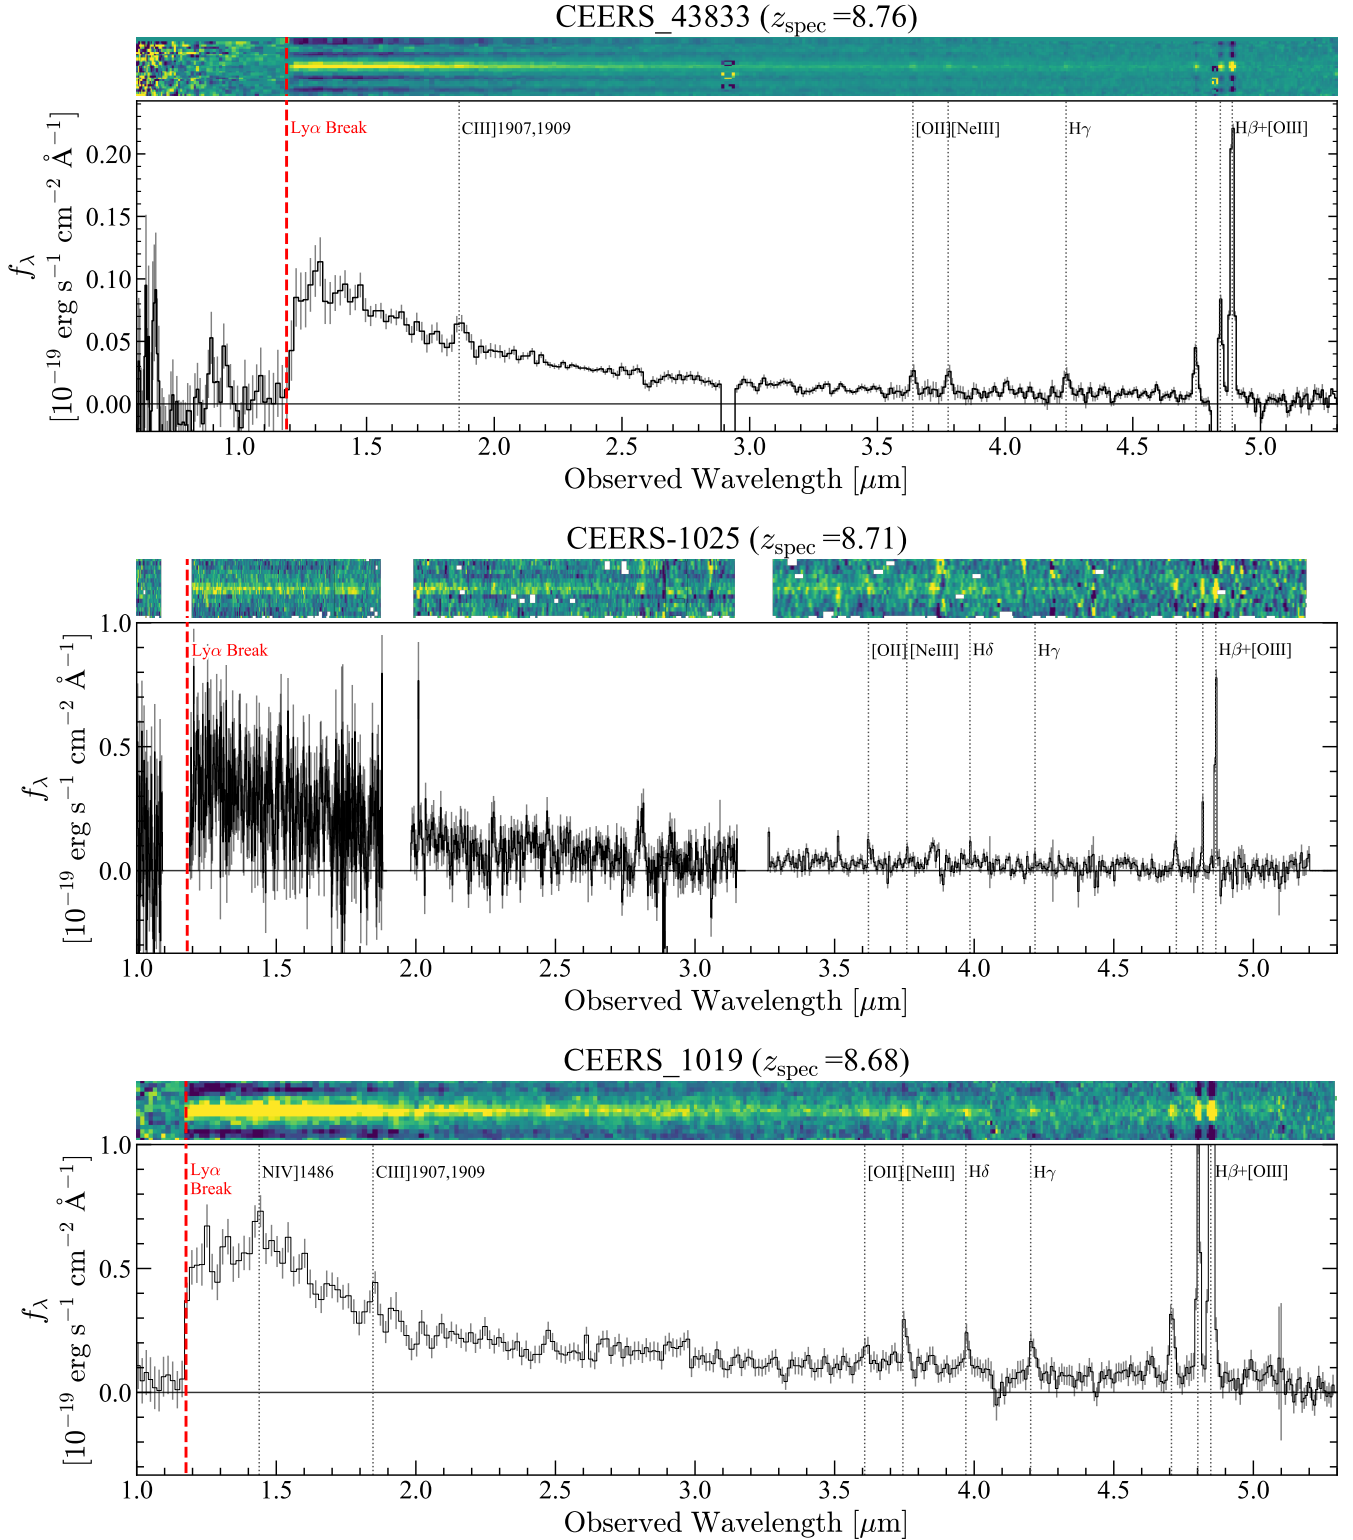 CEERS_43833 (z_spec =8.76)
Lyα Break
CIII]1907,1909
[OII]
[NeIII]
Hγ
Hβ+[OIII]
0.20
0.15
0.10
0.05
0.00
f_λ
[10⁻¹⁹ erg s⁻¹ cm⁻² Å⁻¹]
1.0 1.5 2.0 2.5 3.0 3.5 4.0 4.5 5.0
Observed Wavelength [μm]
CEERS-1025 (z_spec =8.71)
Lyα Break
[OII]
[NeIII]
Hδ
Hγ
Hβ+[OIII]
1.0
0.5
0.0
f_λ
[10⁻¹⁹ erg s⁻¹ cm⁻² Å⁻¹]
1.0 1.5 2.0 2.5 3.0 3.5 4.0 4.5 5.0
Observed Wavelength [μm]
CEERS_1019 (z_spec =8.68)
Lyα
Break
NIV]1486
CIII]1907,1909
[OII]
[NeIII]
Hδ
Hγ
Hβ+[OIII]
1.0
0.5
0.0
f_λ
[10⁻¹⁹ erg s⁻¹ cm⁻² Å⁻¹]
1.0 1.5 2.0 2.5 3.0 3.5 4.0 4.5 5.0
Observed Wavelength [μm]